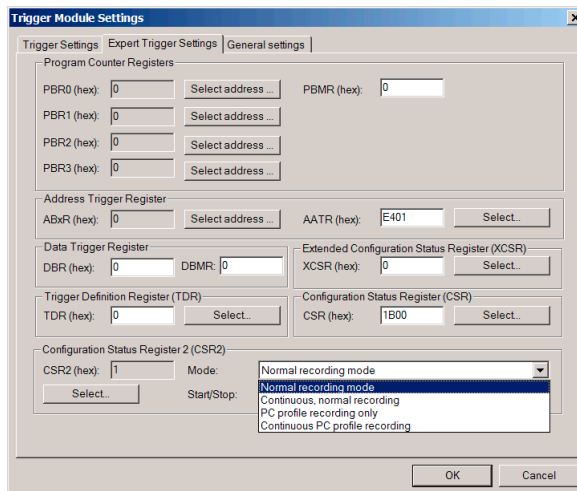 Trigger Module Settings
Trigger Settings Expert Trigger Settings General settings
Program Counter Registers
PBR0 (hex): 0 Select address ... PBMR (hex): 0
PBR1 (hex): 0 Select address ...
PBR2 (hex): 0 Select address ...
PBR3 (hex): 0 Select address ...
Address Trigger Register
ABxR (hex): 0 Select address ... AATR (hex): E401 Select...
Data Trigger Register Extended Configuration Status Register (XCSR)
DBR (hex): 0 DBMR: 0 XCSR (hex): 0 Select...
Trigger Definition Register (TDR) Configuration Status Register (CSR)
TDR (hex): 0 Select... CSR (hex): 1B00 Select...
Configuration Status Register 2 (CSR2)
CSR2 (hex): 1 Mode: Normal recording mode
Select... Start/Stop: Normal recording mode
Continuous, normal recording
PC profile recording only
Continuous PC profile recording
OK Cancel